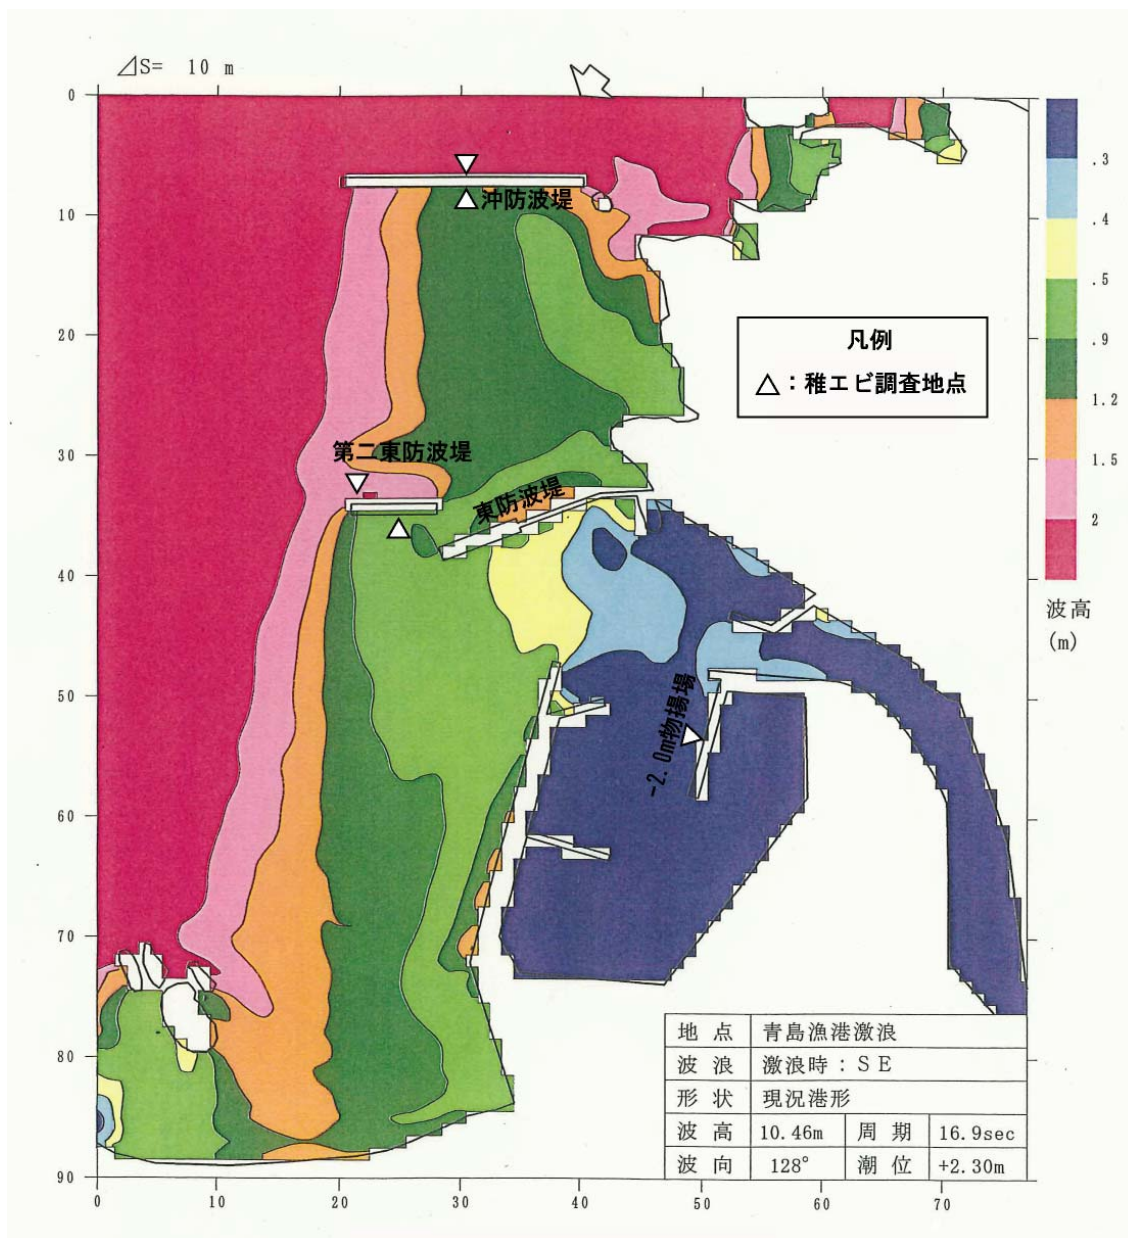 ⊿S= 10 m
0
10
20
30
40
50
60
70
80
90
0
10
20
30
40
50
60
70
沖防波堤
第二東防波堤
東防波堤
-2.0m物揚場
凡例
△：稚エビ調査地点
.3
.4
.5
.9
1.2
1.5
2
波高
(m)
地点 青島漁港激浪
波浪 激浪時：SE
形状 現況港形
波高 10.46m 周期 16.9sec
波向 128° 潮位 +2.30m